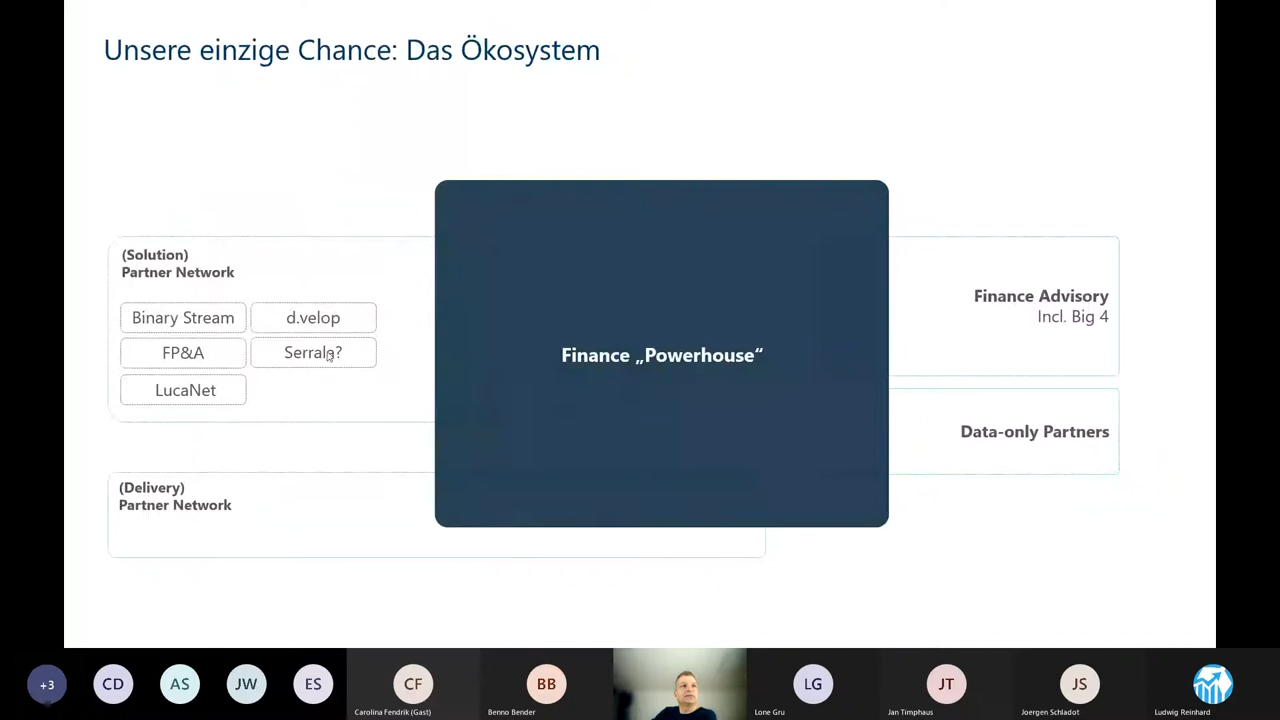 Unsere einzige Chance: Das Ökosystem
(Solution)
Partner Network
Binary Stream
d.velop
FP&A
Serrala?
LucaNet
(Delivery)
Partner Network
Finance „Powerhouse“
Finance Advisory
Incl. Big 4
Data-only Partners
+3
CD
AS
JW
ES
CF
Carolina Fendrik (Gast)
BB
Benno Bender
LG
Lone Gru
JT
Jan Timphaus
JS
Joergen Schladot
Ludwig Reinhard